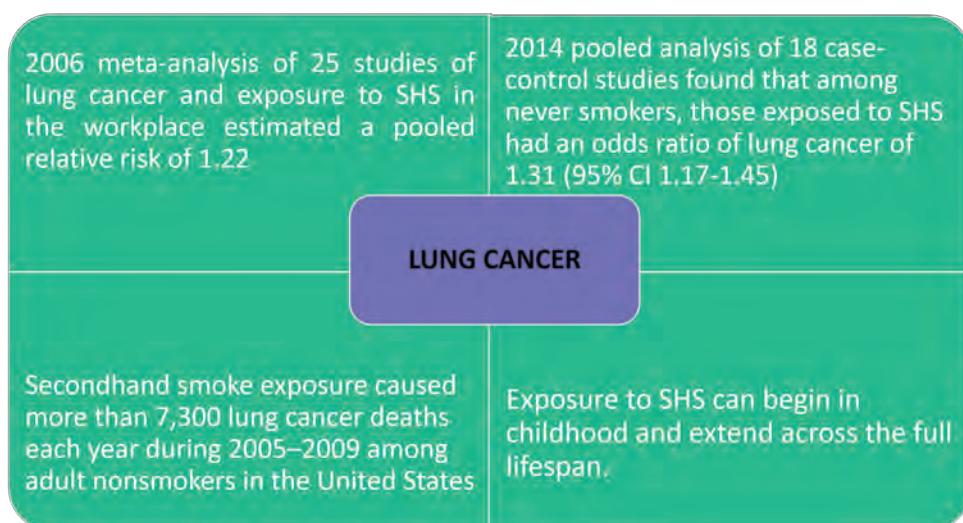 2006 meta-analysis of 25 studies of
lung cancer and exposure to SHS in
the workplace estimated a pooled
relative risk of 1.22
2014 pooled analysis of 18 case-
control studies found that among
never smokers, those exposed to SHS
had an odds ratio of lung cancer of
1.31 (95% CI 1.17-1.45)
LUNG CANCER
Secondhand smoke exposure caused
more than 7,300 lung cancer deaths
each year during 2005–2009 among
adult nonsmokers in the United States
Exposure to SHS can begin in
childhood and extend across the full
lifespan.